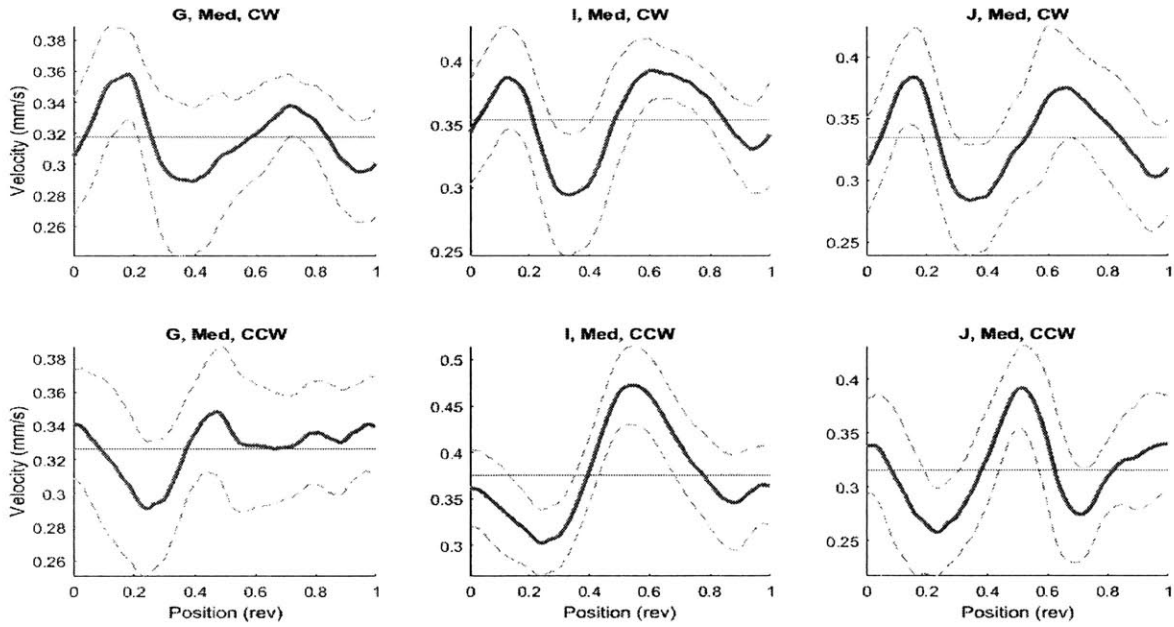 G, Med, CW
I, Med, CW
J, Med, CW
Velocity (mm/s)
0.38
0.36
0.34
0.32
0.3
0.28
0.26
0 0.2 0.4 0.6 0.8 1
0.4
0.35
0.3
0.25
0 0.2 0.4 0.6 0.8 1
0.4
0.35
0.3
0.25
0 0.2 0.4 0.6 0.8 1
G, Med, CCW
I, Med, CCW
J, Med, CCW
Velocity (mm/s)
0.38
0.36
0.34
0.32
0.3
0.28
0.26
0 0.2 0.4 0.6 0.8 1
Position (rev)
0.5
0.45
0.4
0.35
0.3
0 0.2 0.4 0.6 0.8 1
Position (rev)
0.4
0.35
0.3
0.25
0 0.2 0.4 0.6 0.8 1
Position (rev)